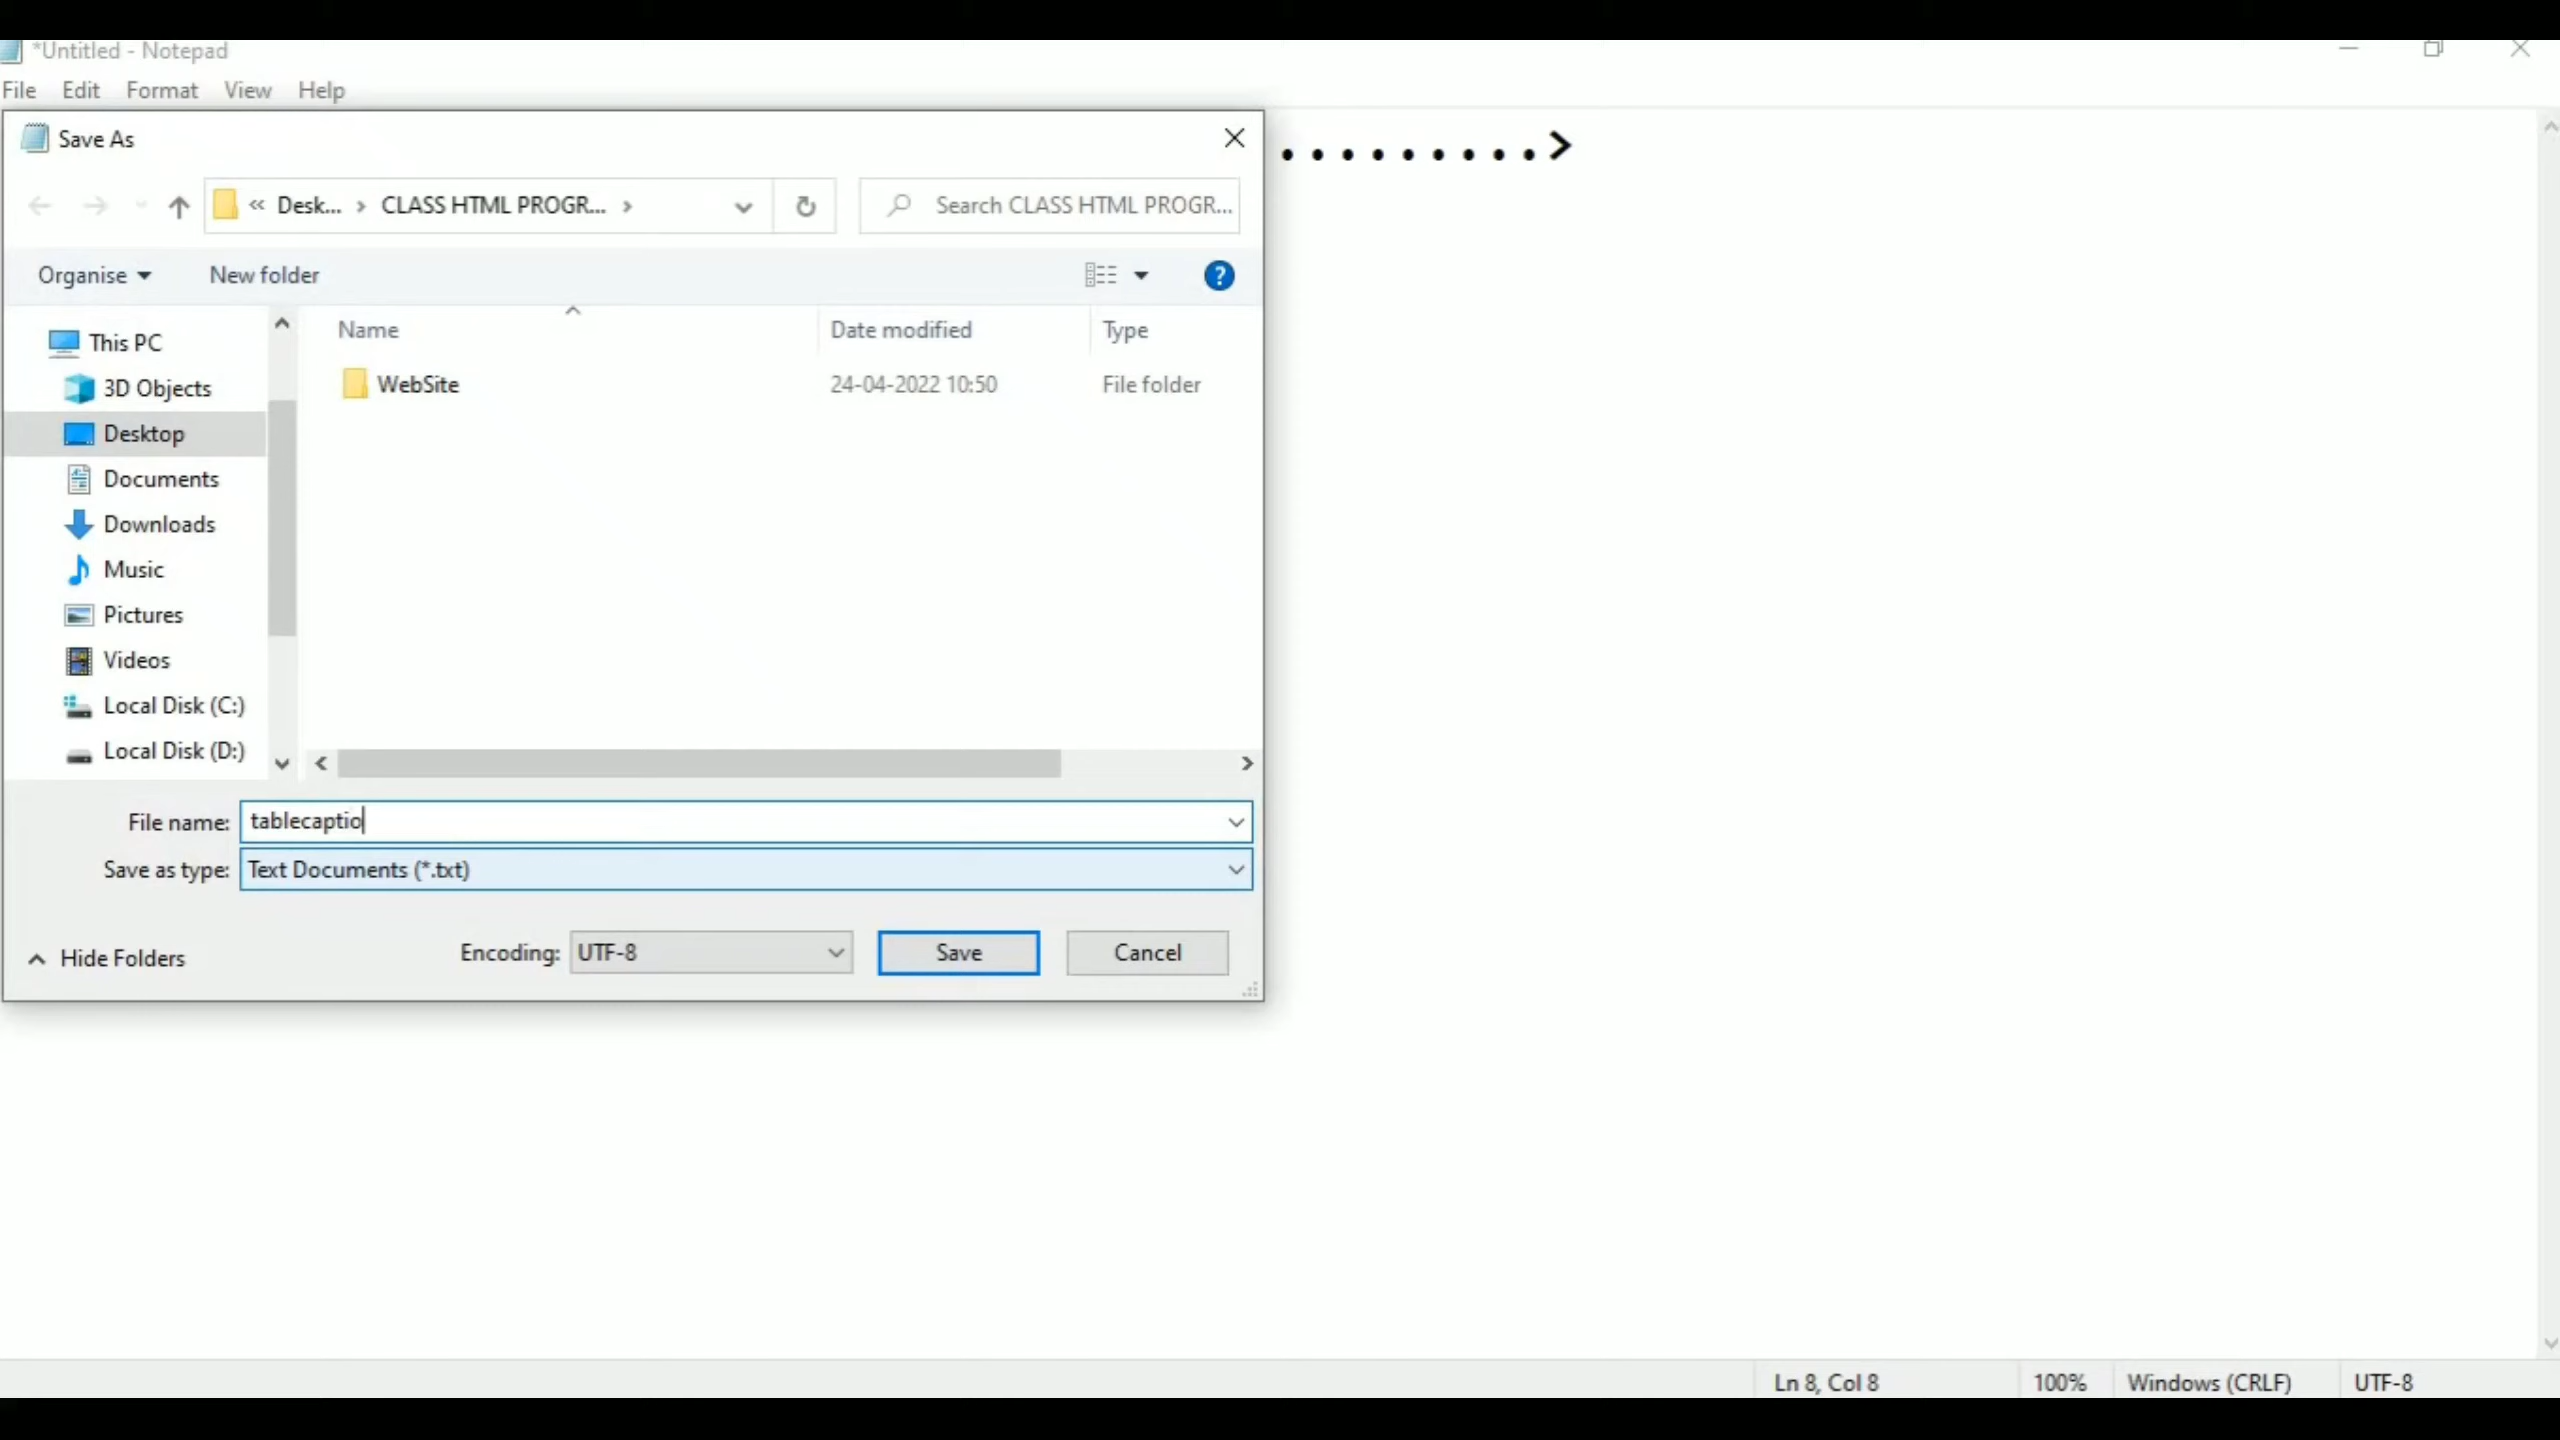 *Untitled - Notepad
File Edit Format View Help
Save As
..........>
« Desk... › CLASS HTML PROGR... ›
Search CLASS HTML PROGR...
Organise
New folder
Name Date modified Type
WebSite 24-04-2022 10:50 File folder
This PC
3D Objects
Desktop
Documents
Downloads
Music
Pictures
Videos
Local Disk (C:)
Local Disk (D:)
File name: tablecaptio
Save as type: Text Documents (*.txt)
Hide Folders
Encoding: UTF-8
Save
Cancel
Ln 8, Col 8 100% Windows (CRLF) UTF-8